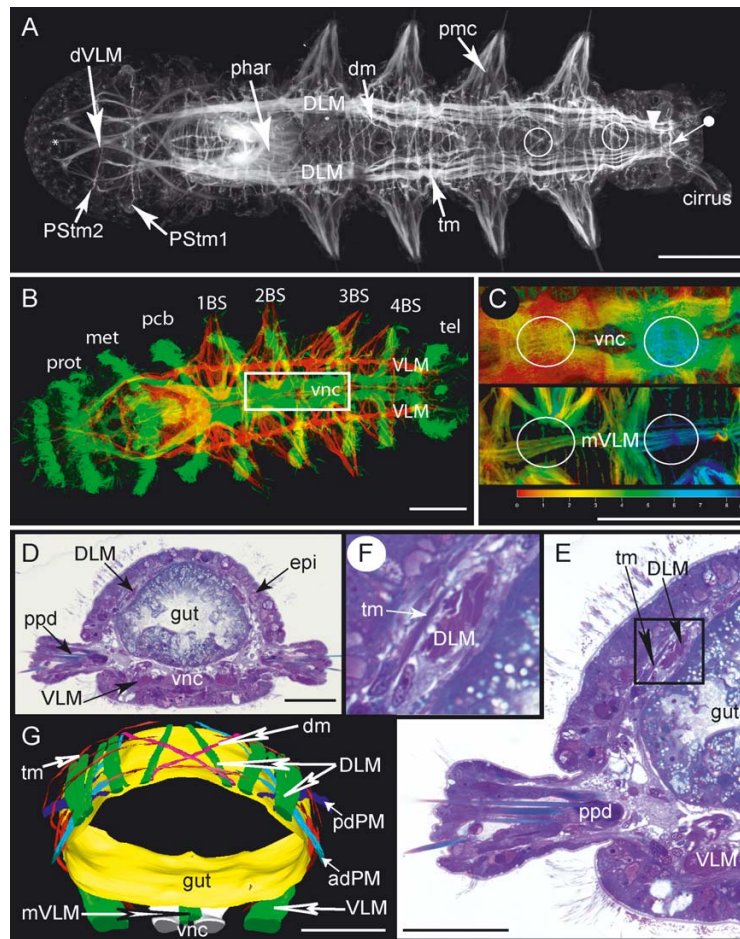 A
dVLM
phar
DLM
dm
pmc
*
DLM
PStm2
PStm1
tm
cirrus
B
prot
met
pcb
1BS
2BS
3BS
4BS
tel
VLM
vnc
VLM
C
vnc
mVLM
0 1 2 3 4 5 6 7 8
D
DLM
epi
gut
ppd
vnc
VLM
F
tm
DLM
E
tm
DLM
gut
ppd
VLM
G
tm
dm
DLM
pdPM
adPM
gut
mVLM
vnc
VLM